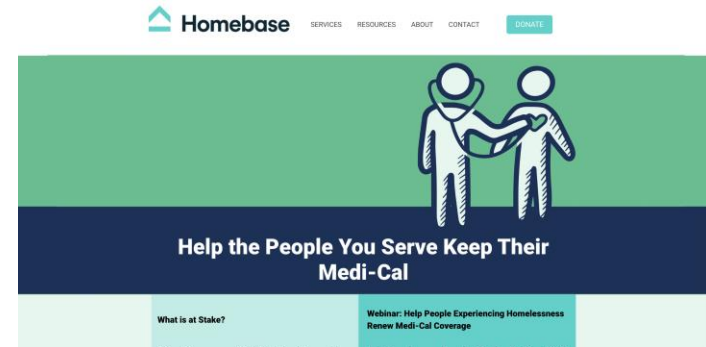 Homebase
SERVICES RESOURCES ABOUT CONTACT DONATE
Help the People You Serve Keep Their
Medi-Cal
What is at Stake?
Webinar: Help People Experiencing Homelessness
Renew Medi-Cal Coverage